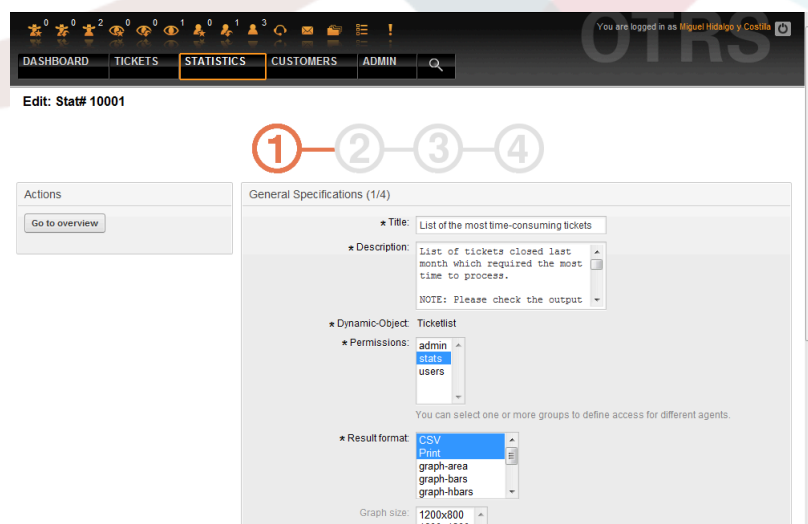 0 0 2 0 0 1 0 1 3
You are logged in as Miguel Hidalgo y Costilla
OTRS
DASHBOARD TICKETS STATISTICS CUSTOMERS ADMIN
Edit: Stat# 10001
1 2 3 4
Actions
Go to overview
General Specifications (1/4)
★ Title: List of the most time-consuming tickets
★ Description: List of tickets closed last
month which required the most
time to process.
NOTE: Please check the output
★ Dynamic-Object: Ticketlist
★ Permissions: admin
stats
users
You can select one or more groups to define access for different agents.
★ Result format: CSV
Print
graph-area
graph-bars
graph-hbars
Graph size: 1200x800